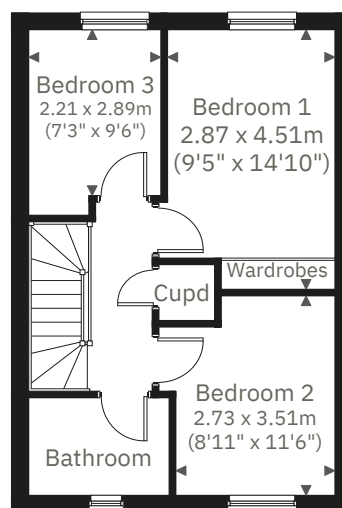 Bedroom 3
2.21 x 2.89m
(7'3" x 9'6")
Bedroom 1
2.87 x 4.51m
(9'5" x 14'10")
Wardrobes
Cupd
Bedroom 2
2.73 x 3.51m
(8'11" x 11'6")
Bathroom